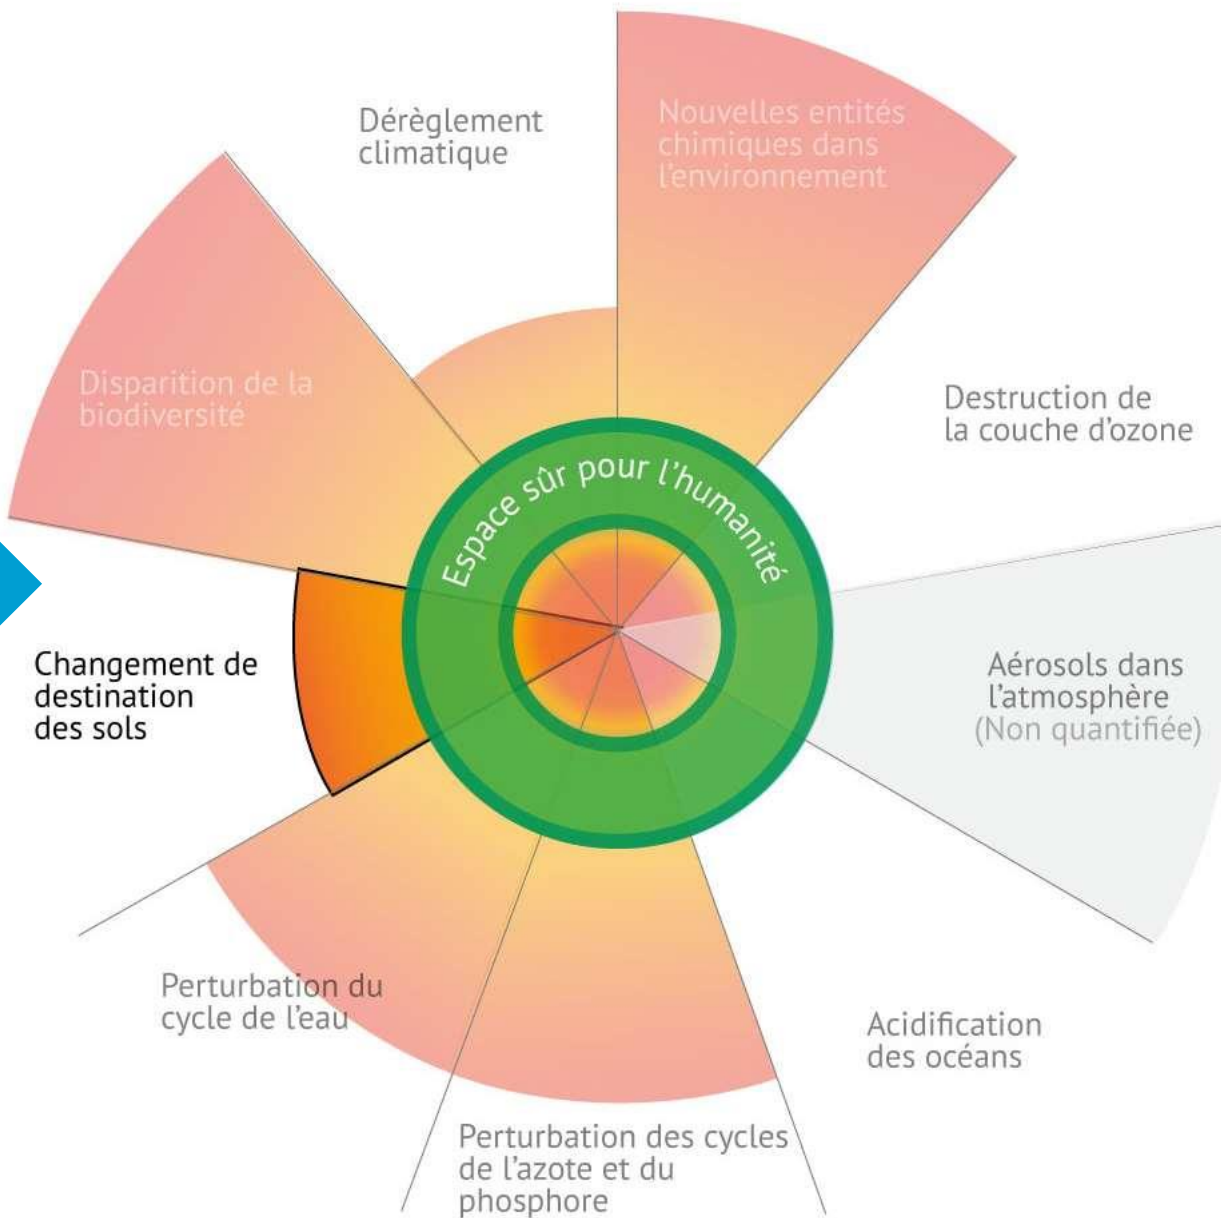 Dérèglement
climatique
Nouvelles entités
chimiques dans
l'environnement
Disparition de la
biodiversité
Destruction de
la couche d'ozone
Espace sûr pour l'humanité
Changement de
destination
des sols
Aérosols dans
l'atmosphère
(Non quantifiée)
Perturbation du
cycle de l'eau
Acidification
des océans
Perturbation des cycles
de l'azote et du
phosphore